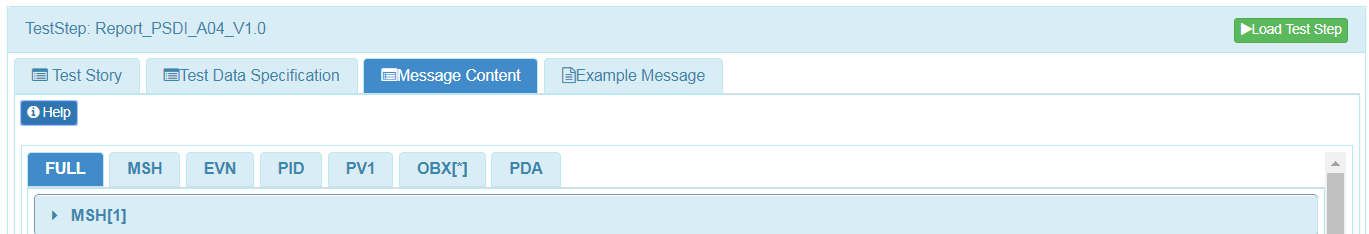 TestStep: Report_PSDI_A04_V1.0
Load Test Step
Test Story
Test Data Specification
Message Content
Example Message
Help
FULL
MSH
EVN
PID
PV1
OBX[*]
PDA
MSH[1]